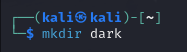 ┌──(kali㉿kali)-[~]
└─$ mkdir dark